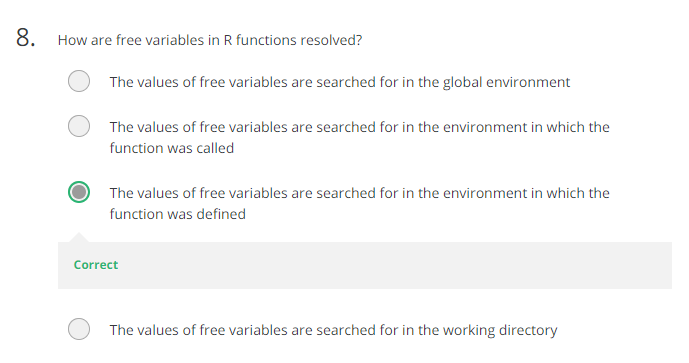 8. How are free variables in R functions resolved?
The values of free variables are searched for in the global environment
The values of free variables are searched for in the environment in which the
function was called
The values of free variables are searched for in the environment in which the
function was defined
Correct
The values of free variables are searched for in the working directory